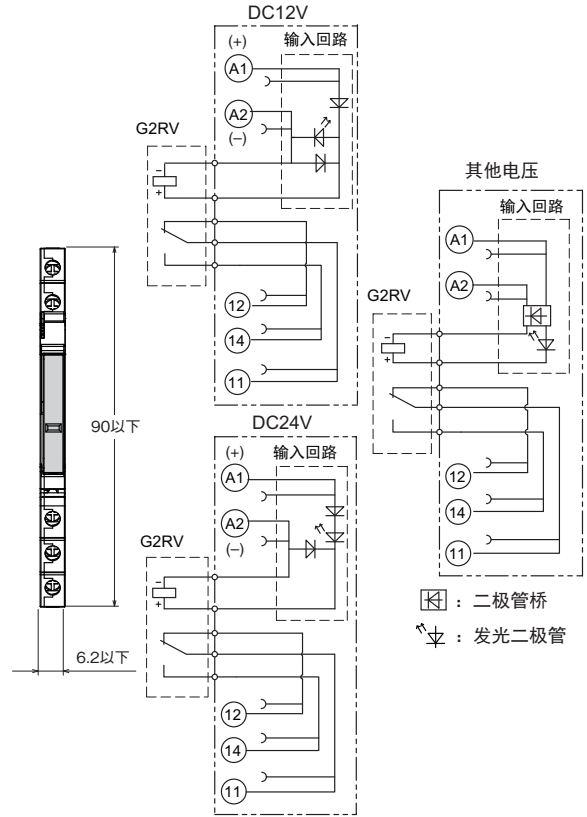 DC12V
(+)
输入回路
A1
A2
(−)
G2RV
−
+
12
14
11
90以下
6.2以下
DC24V
(+)
输入回路
A1
A2
(−)
G2RV
−
+
12
14
11
其他电压
输入回路
A1
A2
G2RV
−
+
12
14
11
：二极管桥
：发光二极管